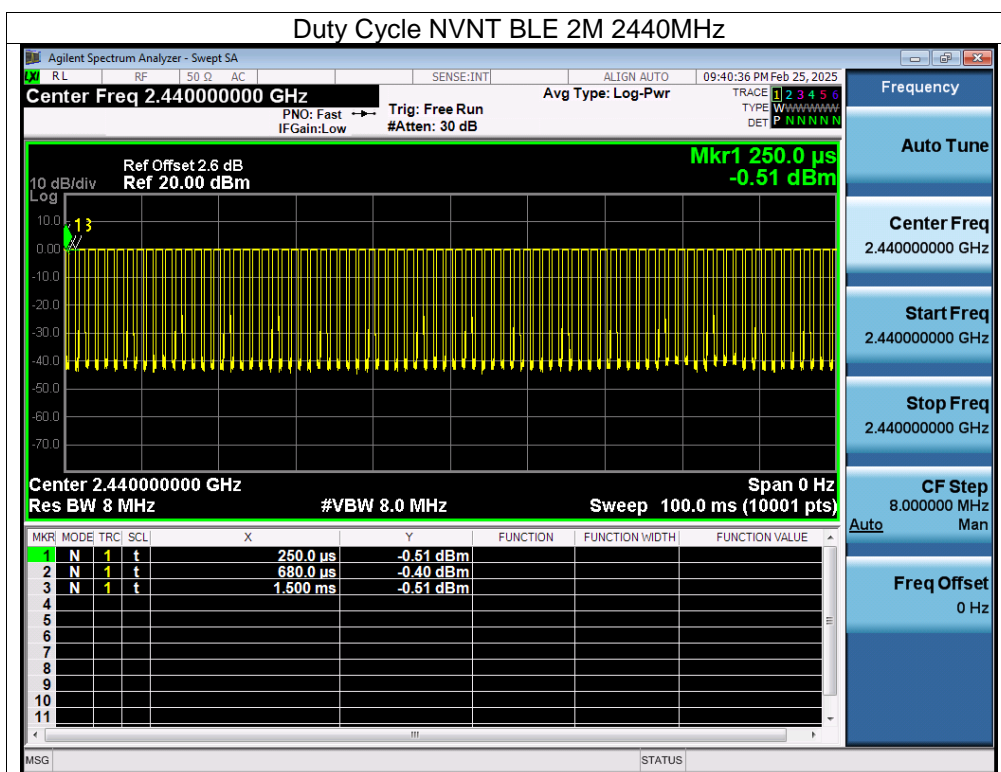 Duty Cycle NVNT BLE 2M 2440MHz
Agilent Spectrum Analyzer - Swept SA
LXI RL RF 50 Ω AC SENSE:INT ALIGN AUTO 09:40:36 PM Feb 25, 2025
Center Freq 2.440000000 GHz Avg Type: Log-Pwr TRACE 1 2 3 4 5 6
PNO: Fast Trig: Free Run TYPE WWWWWW
IFGain:Low #Atten: 30 dB DET P N N N N N
Mkr1 250.0 µs
-0.51 dBm
Ref Offset 2.6 dB
10 dB/div Ref 20.00 dBm
Log
10.0
0.00
-10.0
-20.0
-30.0
-40.0
-50.0
-60.0
-70.0
1 3
Center 2.440000000 GHz Span 0 Hz
Res BW 8 MHz #VBW 8.0 MHz Sweep 100.0 ms (10001 pts)
MKR MODE TRC SCL X Y FUNCTION FUNCTION WIDTH FUNCTION VALUE
1 N 1 t 250.0 µs -0.51 dBm
2 N 1 t 680.0 µs -0.40 dBm
3 N 1 t 1.500 ms -0.51 dBm
4
5
6
7
8
9
10
11
MSG STATUS
Frequency
Auto Tune
Center Freq
2.440000000 GHz
Start Freq
2.440000000 GHz
Stop Freq
2.440000000 GHz
CF Step
8.000000 MHz
Auto Man
Freq Offset
0 Hz